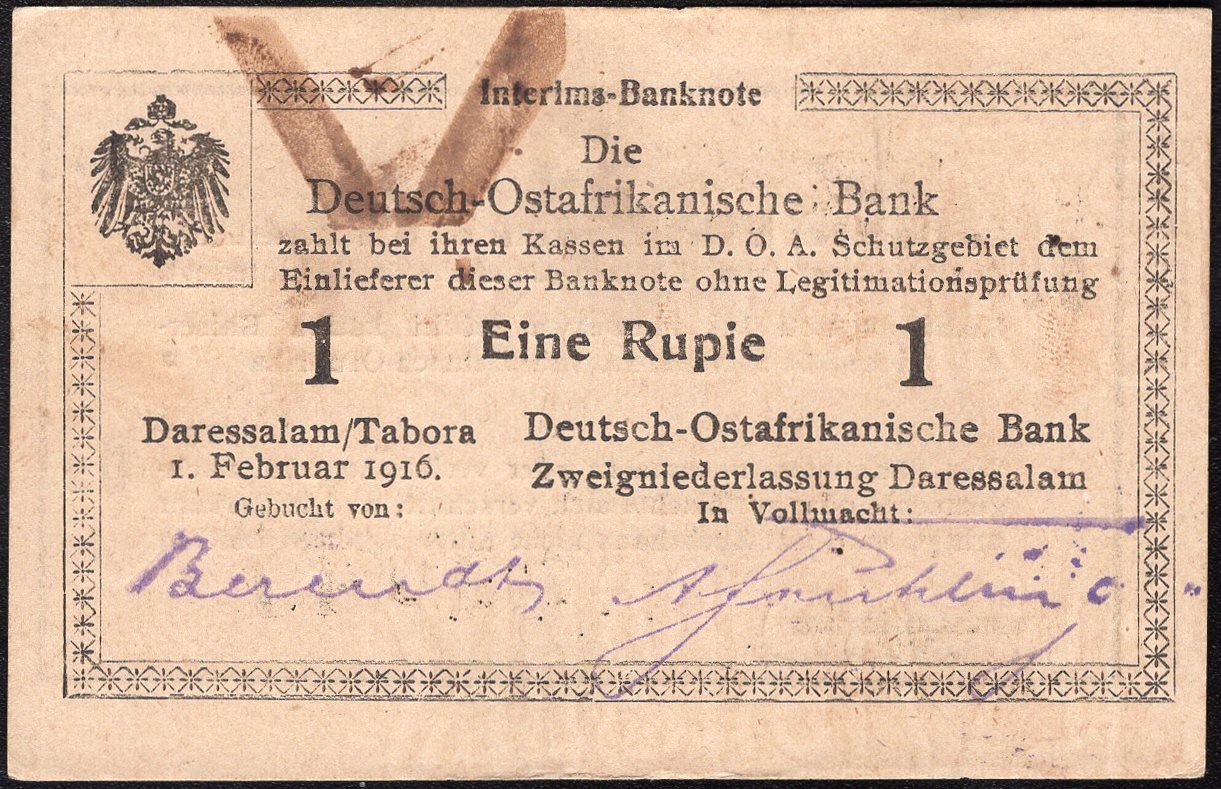 Interims-Banknote
Die
Deutsch-Ostafrikanische Bank
zahlt bei ihren Kassen im D. O. A. Schutzgebiet dem
Einlieferer dieser Banknote ohne Legitimationsprüfung
1 Eine Rupie 1
Daressalam/Tabora
1. Februar 1916.
Gebucht von:
Berendt
Deutsch-Ostafrikanische Bank
Zweigniederlassung Daressalam
In Vollmacht: